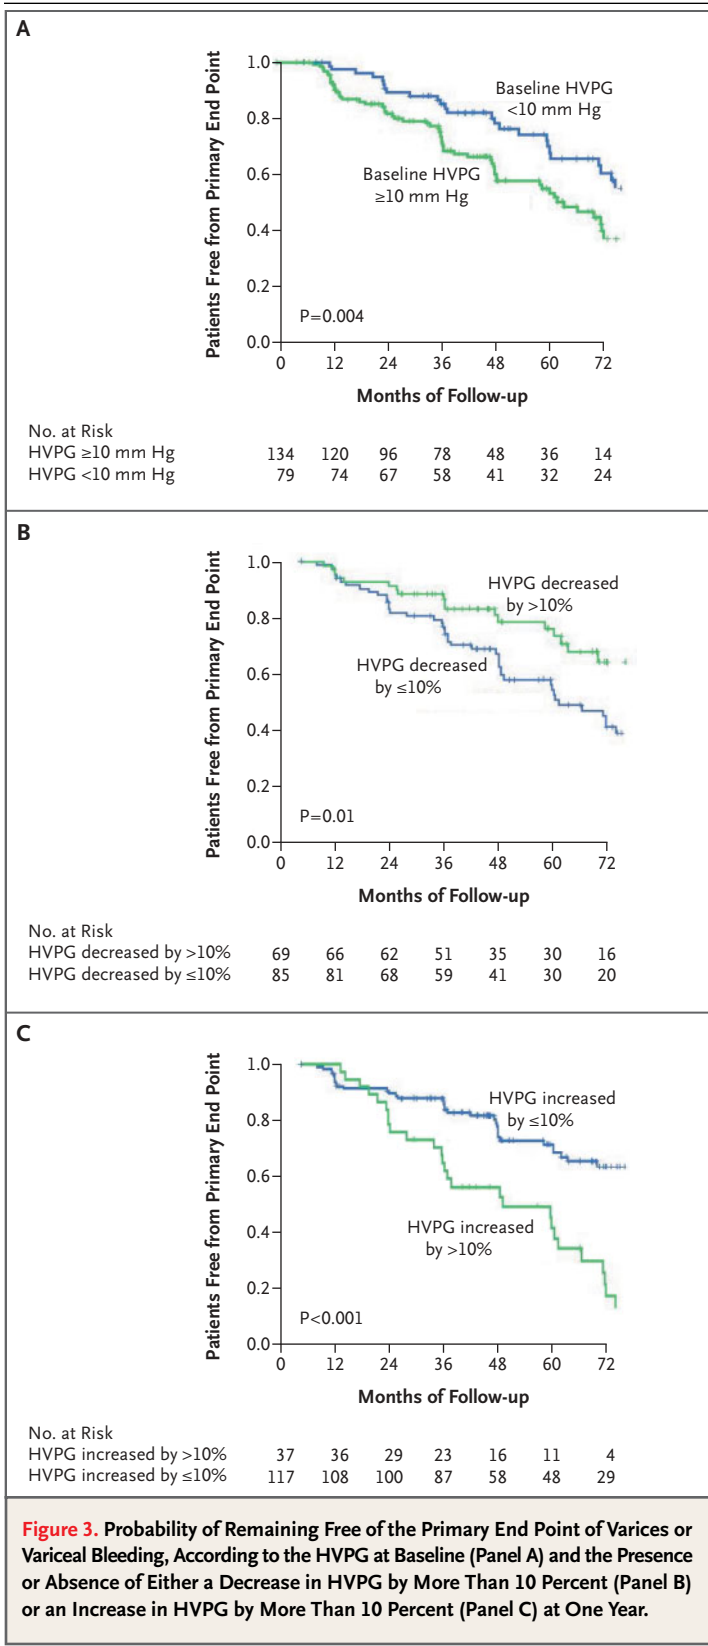 A
Patients Free from Primary End Point
1.0
0.8
0.6
0.4
0.2
0.0
Baseline HVPG
<10 mm Hg
Baseline HVPG
≥10 mm Hg
P=0.004
0 12 24 36 48 60 72
Months of Follow-up
No. at Risk
HVPG ≥10 mm Hg 134 120 96 78 48 36 14
HVPG <10 mm Hg 79 74 67 58 41 32 24
B
Patients Free from Primary End Point
1.0
0.8
0.6
0.4
0.2
0.0
HVPG decreased
by >10%
HVPG decreased
by ≤10%
P=0.01
0 12 24 36 48 60 72
Months of Follow-up
No. at Risk
HVPG decreased by >10% 69 66 62 51 35 30 16
HVPG decreased by ≤10% 85 81 68 59 41 30 20
C
Patients Free from Primary End Point
1.0
0.8
0.6
0.4
0.2
0.0
HVPG increased
by ≤10%
HVPG increased
by >10%
P<0.001
0 12 24 36 48 60 72
Months of Follow-up
No. at Risk
HVPG increased by >10% 37 36 29 23 16 11 4
HVPG increased by ≤10% 117 108 100 87 58 48 29
Figure 3. Probability of Remaining Free of the Primary End Point of Varices or
Variceal Bleeding, According to the HVPG at Baseline (Panel A) and the Presence
or Absence of Either a Decrease in HVPG by More Than 10 Percent (Panel B)
or an Increase in HVPG by More Than 10 Percent (Panel C) at One Year.